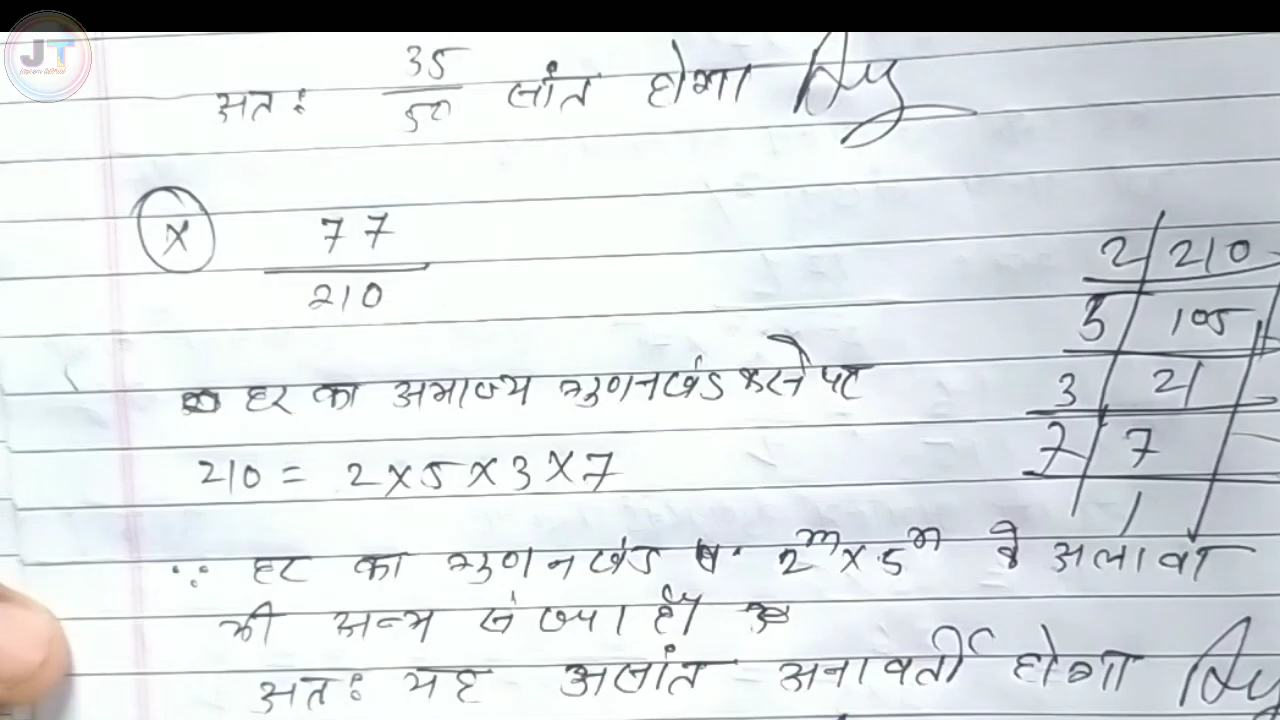 JT
अतः 35/50 सांत होगा Ans
(x) 77/210
2 | 210
5 | 105
3 | 21
7 | 7
1
हर का अभाज्य गुणनखंड करने पर
210 = 2 × 5 × 3 × 7
∵ हर का गुणनखंड 2^m × 5^n के अलावा
भी अन्य संख्या है।
अतः यह असांत अनावर्ती होगा Ans